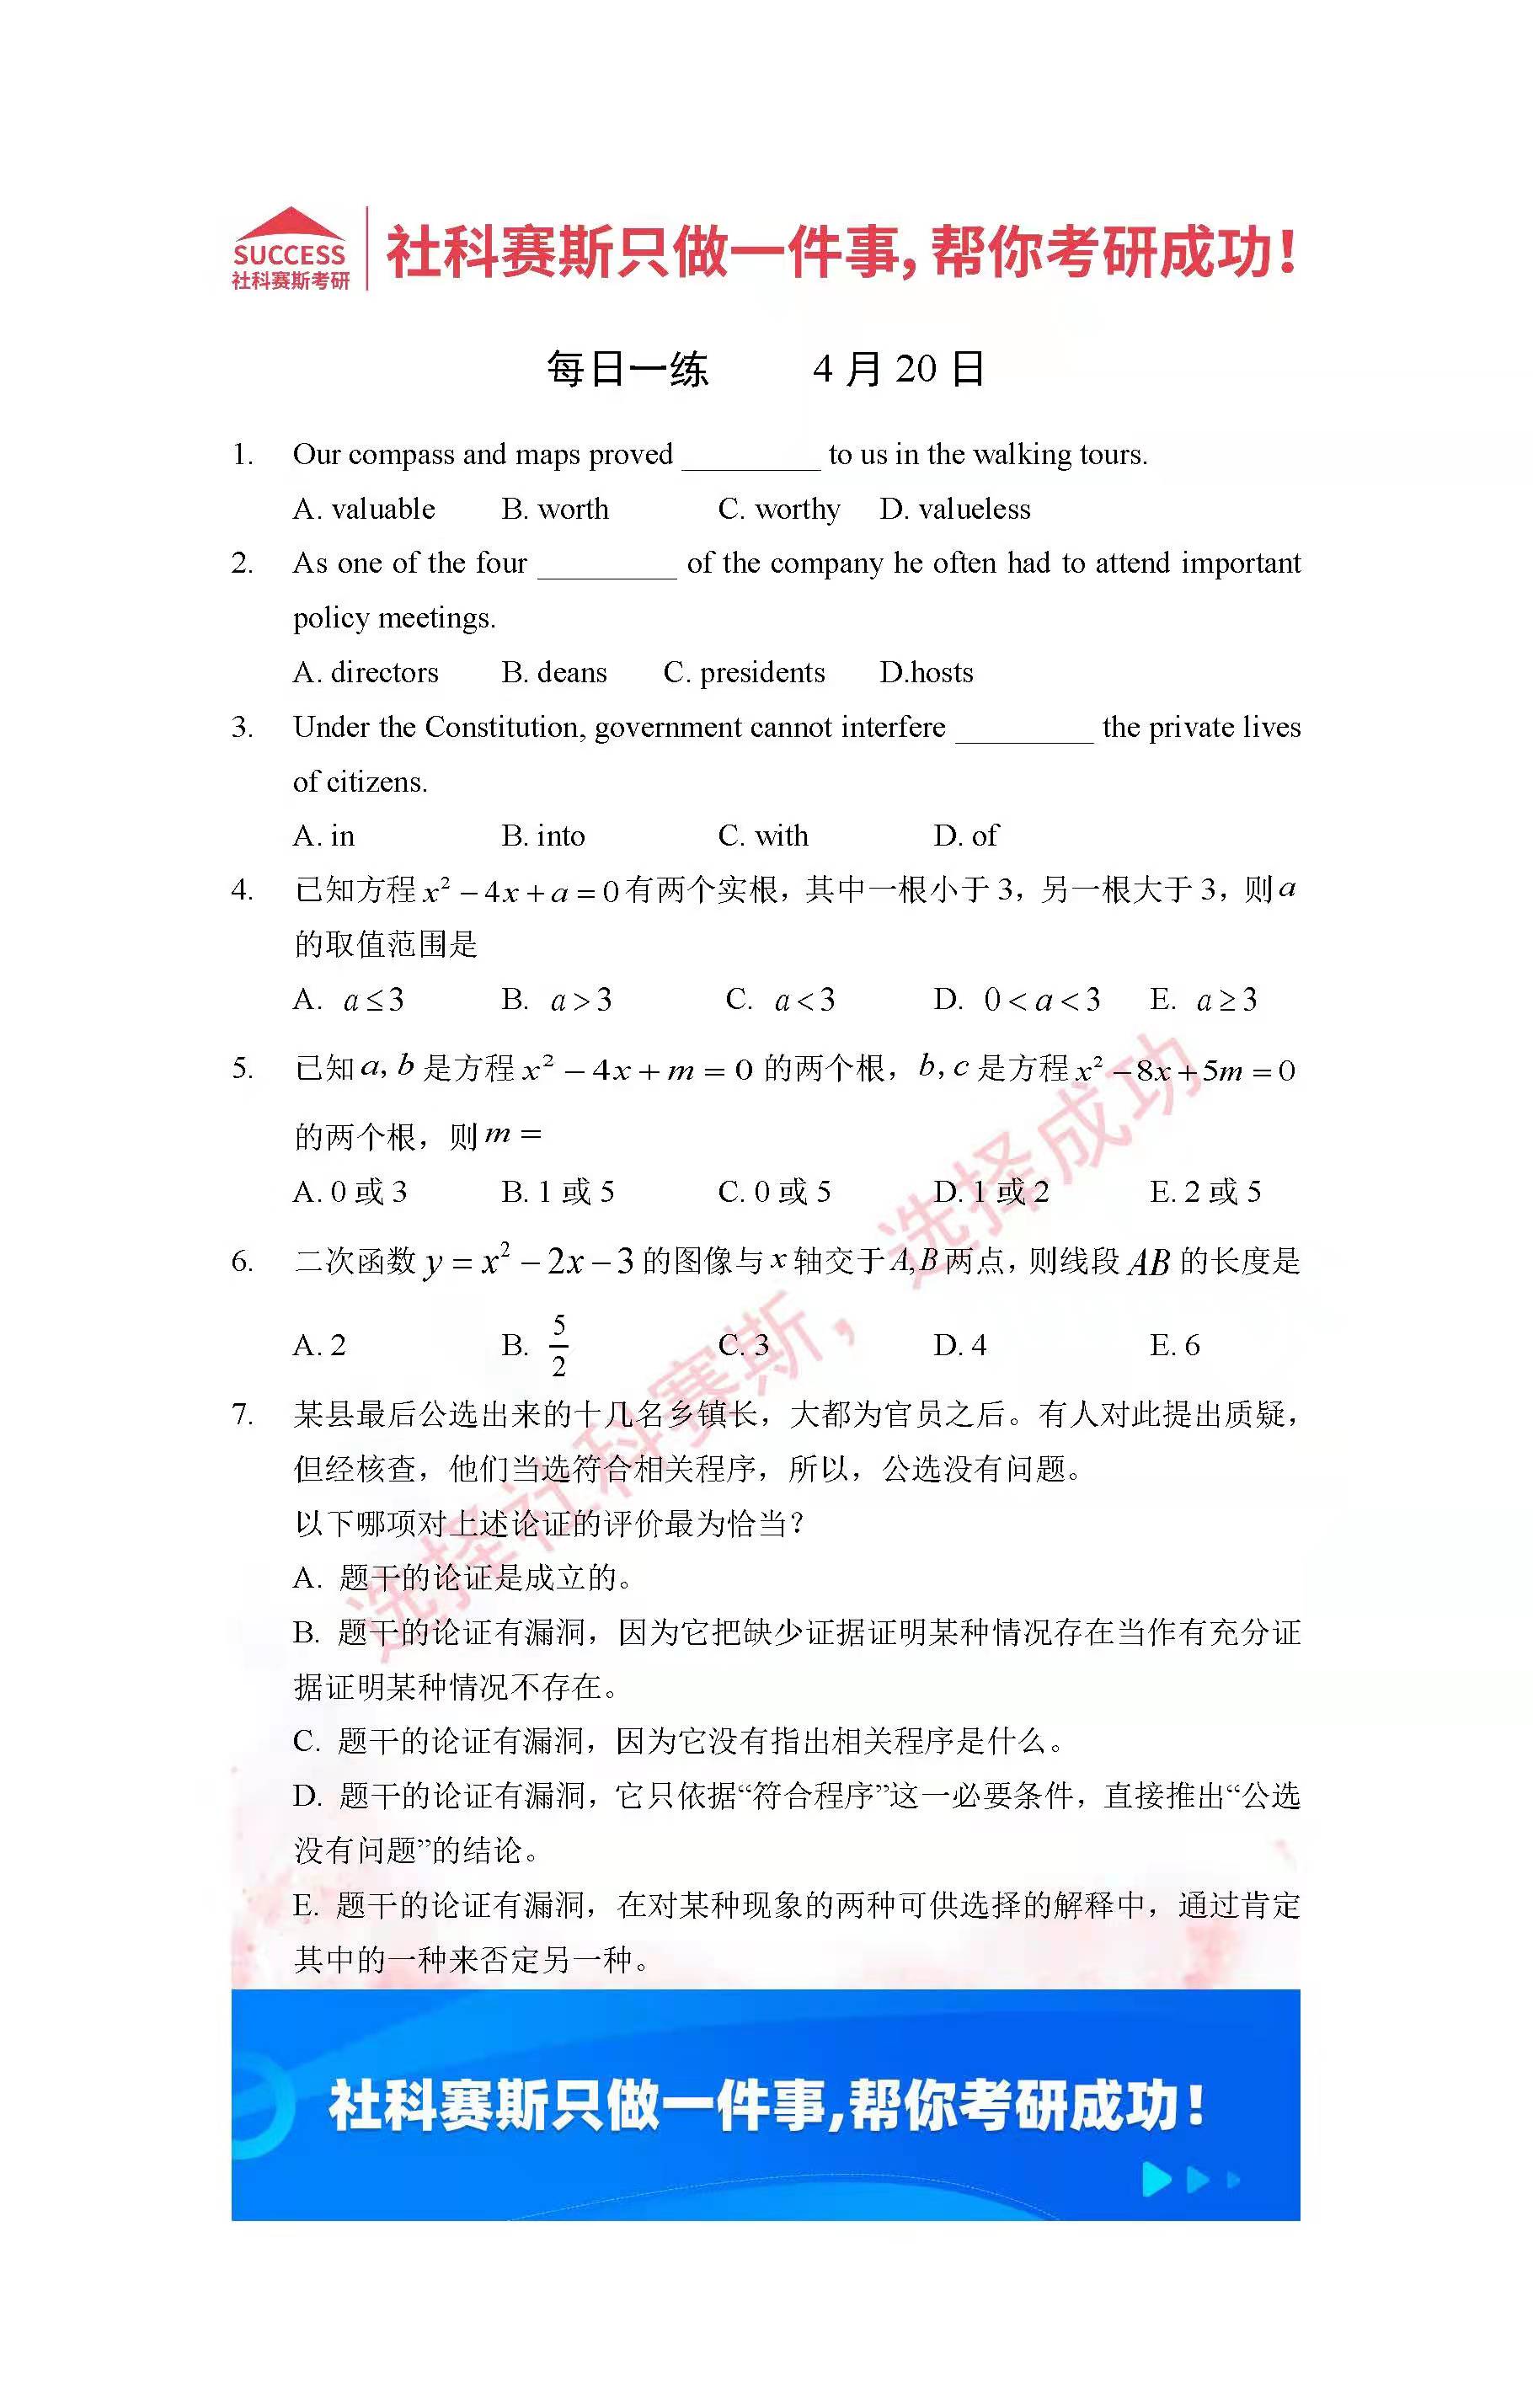 SUCCESS
社科赛斯考研
社科赛斯只做一件事,帮你考研成功!
每日一练 4月20日
1. Our compass and maps proved _________ to us in the walking tours.
A. valuable B. worth C. worthy D. valueless
2. As one of the four _________ of the company he often had to attend important
policy meetings.
A. directors B. deans C. presidents D.hosts
3. Under the Constitution, government cannot interfere _________ the private lives
of citizens.
A. in B. into C. with D. of
4. 已知方程 x² − 4x + a = 0 有两个实根，其中一根小于 3，另一根大于 3，则 a
的取值范围是
A. a ≤ 3 B. a > 3 C. a < 3 D. 0 < a < 3 E. a ≥ 3
5. 已知 a, b 是方程 x² − 4x + m = 0 的两个根，b, c 是方程 x² − 8x + 5m = 0
的两个根，则 m =
A. 0 或 3 B. 1 或 5 C. 0 或 5 D. 1 或 2 E. 2 或 5
6. 二次函数 y = x² − 2x − 3 的图像与 x 轴交于 A,B 两点，则线段 AB 的长度是
A. 2 B. 5/2 C. 3 D. 4 E. 6
7. 某县最后公选出来的十几名乡镇长，大都为官员之后。有人对此提出质疑，
但经核查，他们当选符合相关程序，所以，公选没有问题。
以下哪项对上述论证的评价最为恰当？
A. 题干的论证是成立的。
B. 题干的论证有漏洞，因为它把缺少证据证明某种情况存在当作有充分证
据证明某种情况不存在。
C. 题干的论证有漏洞，因为它没有指出相关程序是什么。
D. 题干的论证有漏洞，它只依据“符合程序”这一必要条件，直接推出“公选
没有问题”的结论。
E. 题干的论证有漏洞，在对某种现象的两种可供选择的解释中，通过肯定
其中的一种来否定另一种。
选择社科赛斯，选择成功
社科赛斯只做一件事,帮你考研成功!